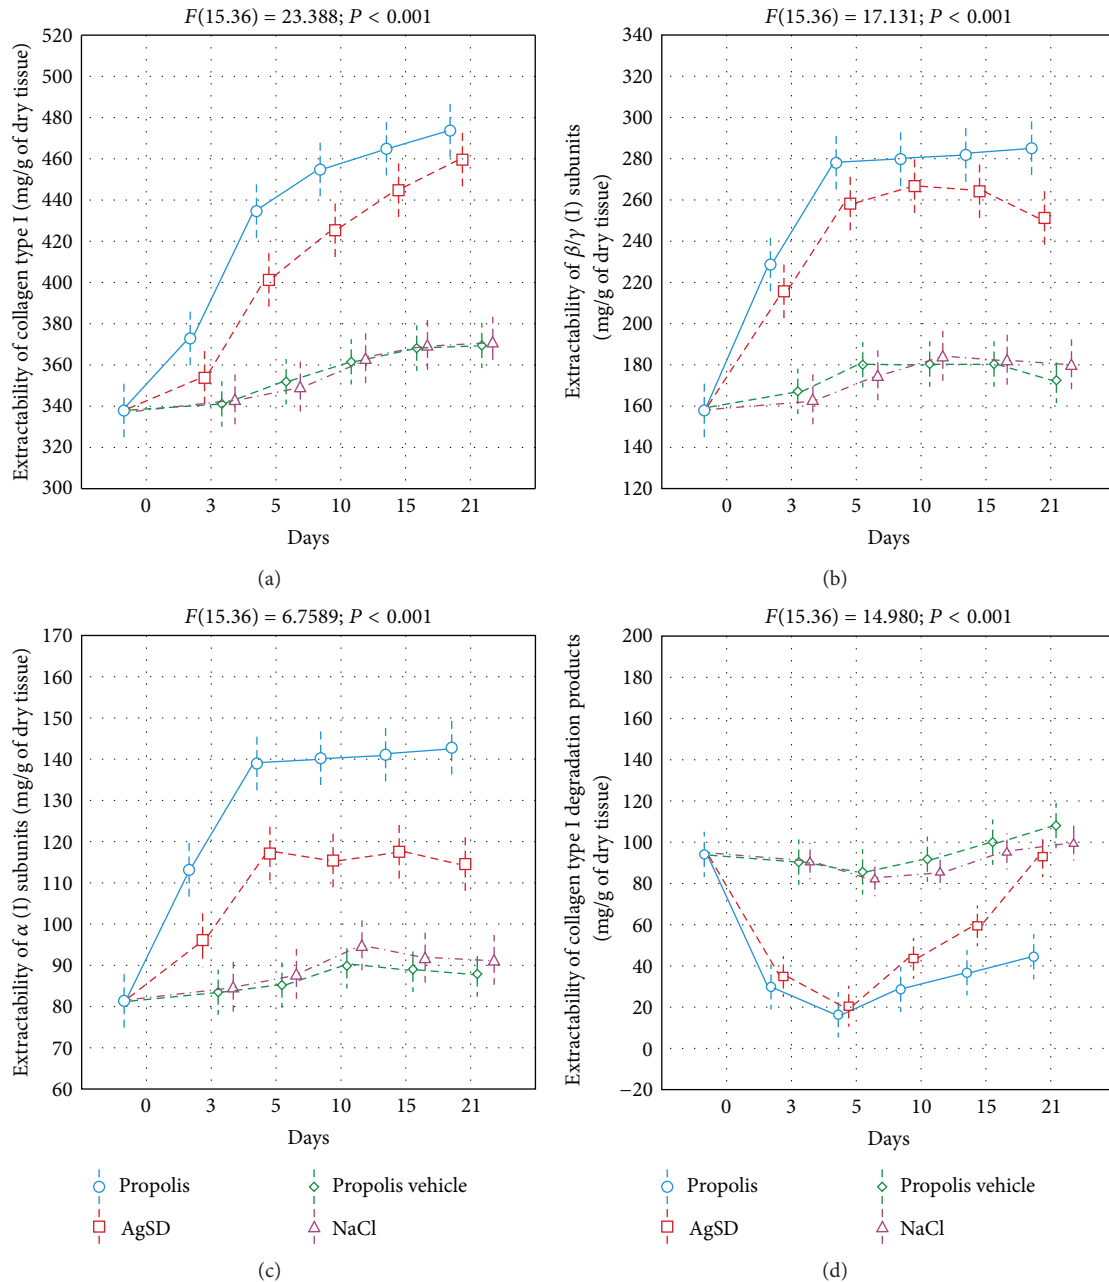 F(15.36) = 23.388; P < 0.001
Extractability of collagen type I (mg/g of dry tissue)
520
500
480
460
440
420
400
380
360
340
320
300
0 3 5 10 15 21
Days
(a)
F(15.36) = 17.131; P < 0.001
Extractability of β/γ (I) subunits
(mg/g of dry tissue)
340
320
300
280
260
240
220
200
180
160
140
120
0 3 5 10 15 21
Days
(b)
F(15.36) = 6.7589; P < 0.001
Extractability of α (I) subunits (mg/g of dry tissue)
170
160
150
140
130
120
110
100
90
80
70
60
0 3 5 10 15 21
Days
Propolis
AgSD
Propolis vehicle
NaCl
(c)
F(15.36) = 14.980; P < 0.001
Extractability of collagen type I degradation products
(mg/g of dry tissue)
200
180
160
140
120
100
80
60
40
20
0
−20
0 3 5 10 15 21
Days
Propolis
AgSD
Propolis vehicle
NaCl
(d)